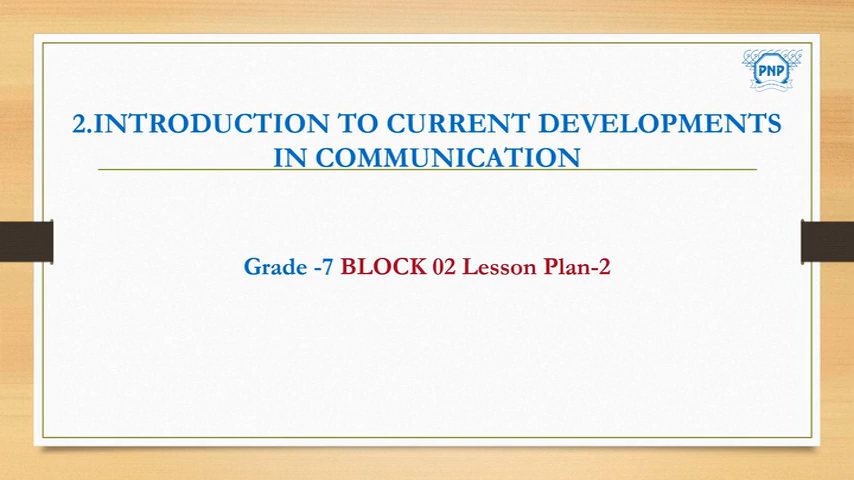 PNP
2.INTRODUCTION TO CURRENT DEVELOPMENTS
IN COMMUNICATION
Grade -7 BLOCK 02 Lesson Plan-2